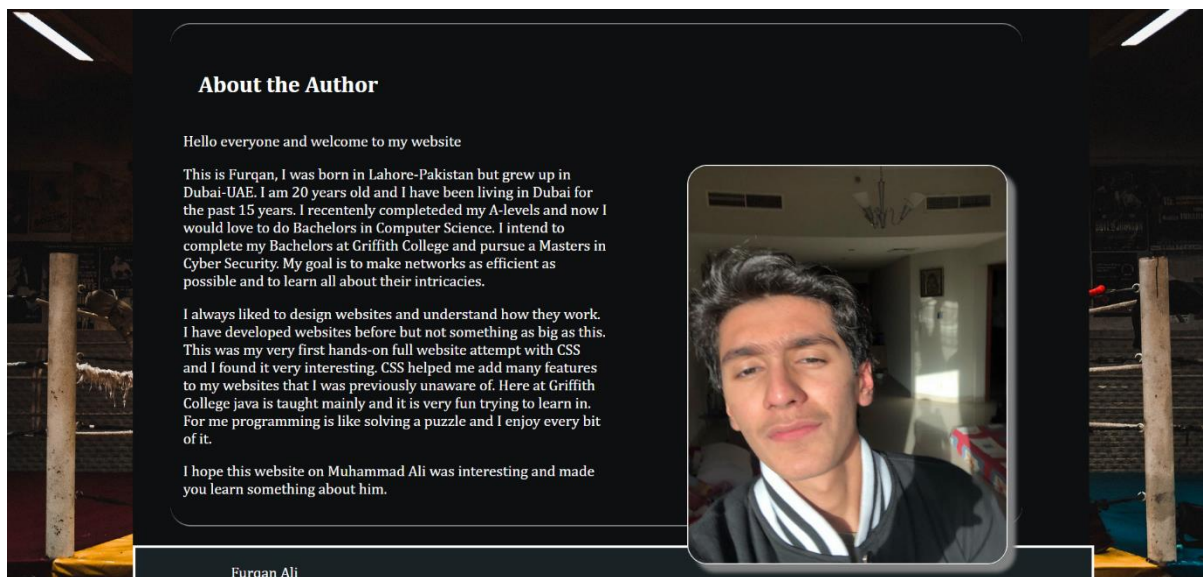 About the Author
Hello everyone and welcome to my website
This is Furqan, I was born in Lahore-Pakistan but grew up in
Dubai-UAE. I am 20 years old and I have been living in Dubai for
the past 15 years. I recentenly completeded my A-levels and now I
would love to do Bachelors in Computer Science. I intend to
complete my Bachelors at Griffith College and pursue a Masters in
Cyber Security. My goal is to make networks as efficient as
possible and to learn all about their intricacies.
I always liked to design websites and understand how they work.
I have developed websites before but not something as big as this.
This was my very first hands-on full website attempt with CSS
and I found it very interesting. CSS helped me add many features
to my websites that I was previously unaware of. Here at Griffith
College java is taught mainly and it is very fun trying to learn in.
For me programming is like solving a puzzle and I enjoy every bit
of it.
I hope this website on Muhammad Ali was interesting and made
you learn something about him.
Furqan Ali